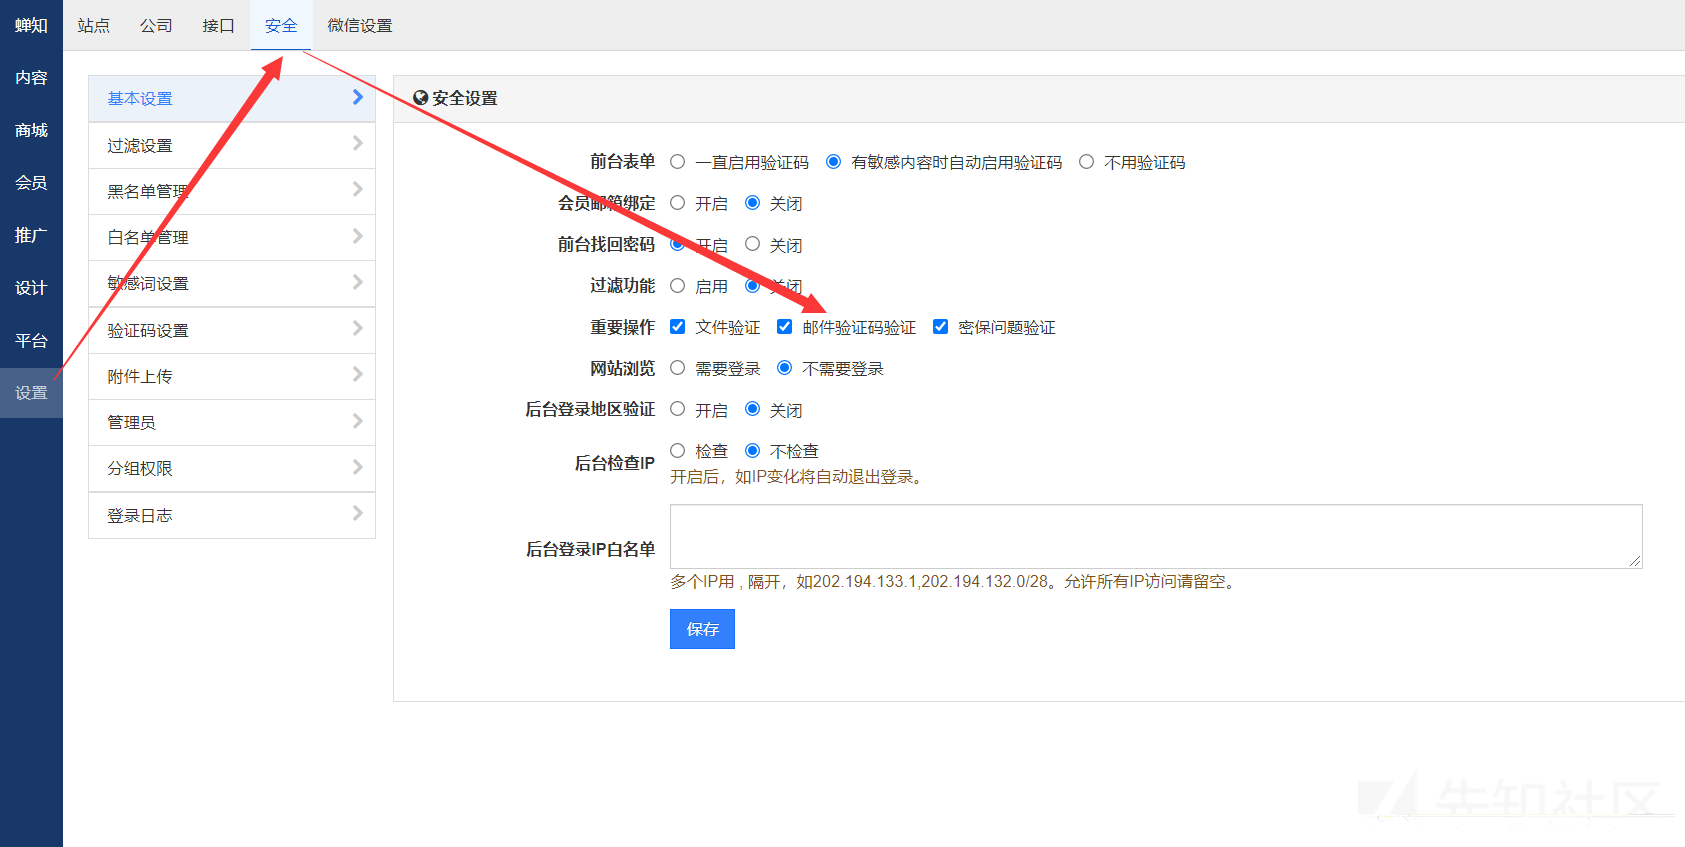 蝉知
内容
商城
会员
推广
设计
平台
设置
站点 公司 接口 安全 微信设置
基本设置
过滤设置
黑名单管理
白名单管理
敏感词设置
验证码设置
附件上传
管理员
分组权限
登录日志
安全设置
前台表单 一直启用验证码 有敏感内容时自动启用验证码 不用验证码
会员邮箱绑定 开启 关闭
前台找回密码 开启 关闭
过滤功能 启用 关闭
重要操作 文件验证 邮件验证码验证 密保问题验证
网站浏览 需要登录 不需要登录
后台登录地区验证 开启 关闭
后台检查IP 检查 不检查
开启后，如IP变化将自动退出登录。
后台登录IP白名单
多个IP用 , 隔开，如202.194.133.1,202.194.132.0/28。允许所有IP访问请留空。
保存
先知社区